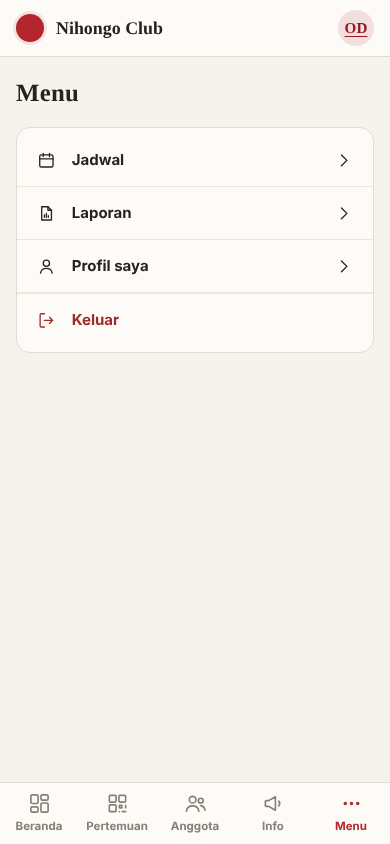 Nihongo Club
OD
Menu
Jadwal
Laporan
Profil saya
Keluar
Beranda
Pertemuan
Anggota
Info
Menu